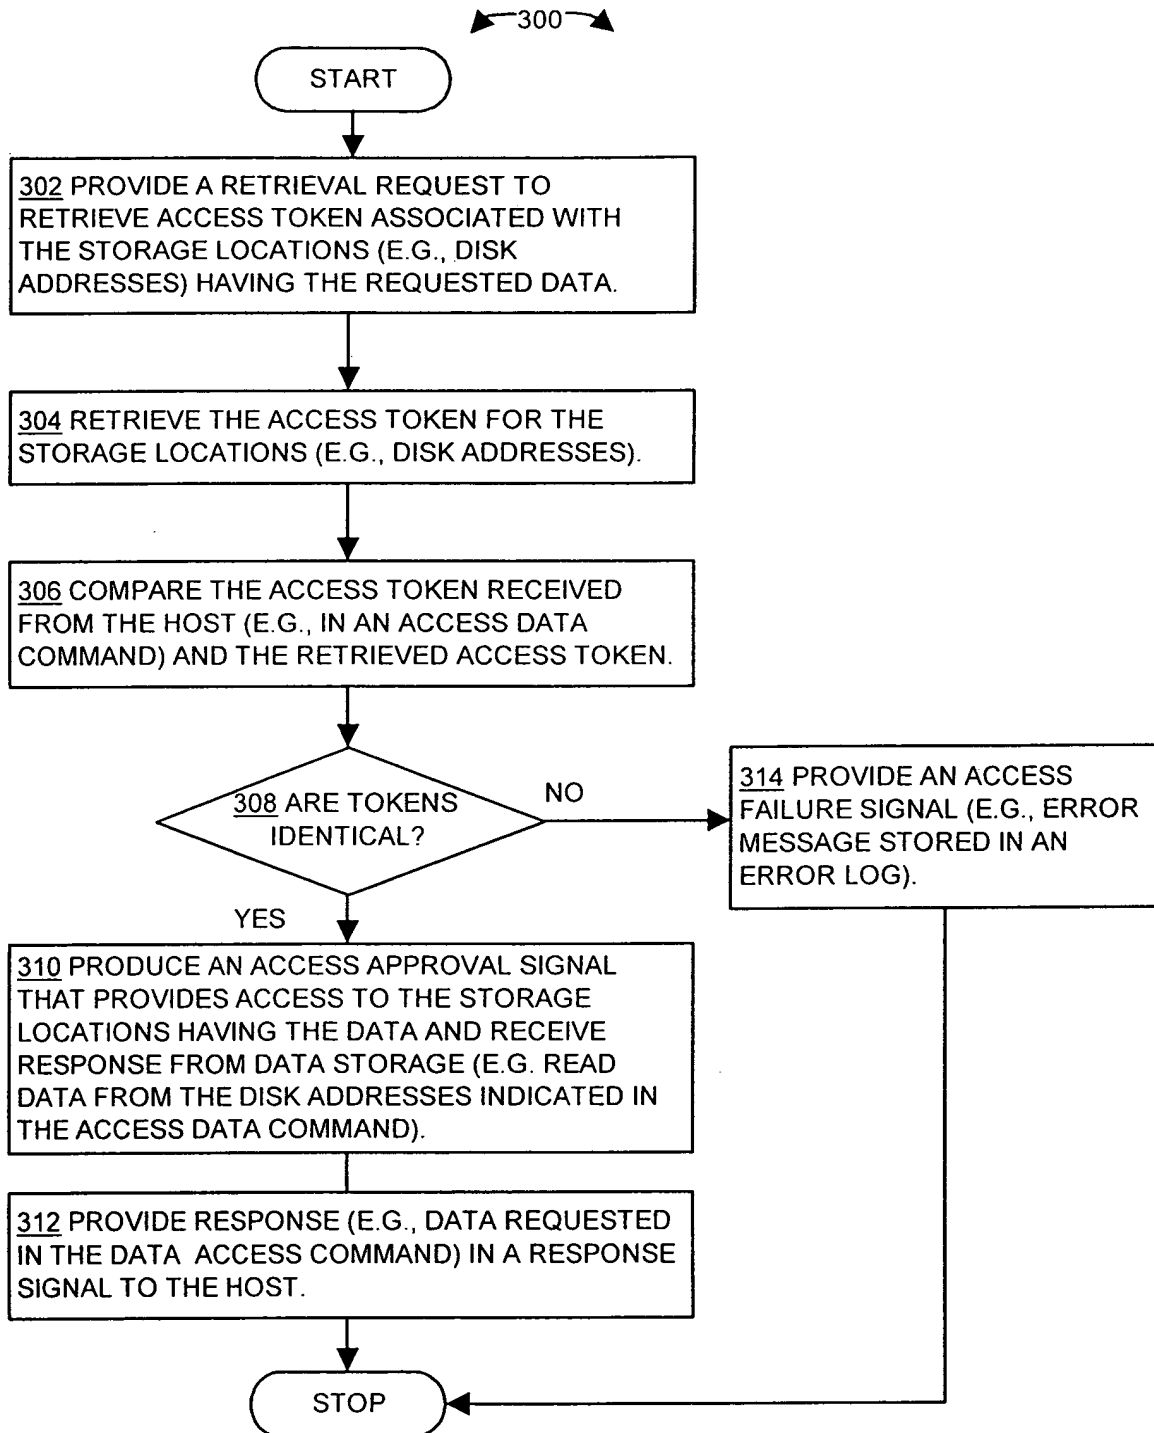 300
START
302 PROVIDE A RETRIEVAL REQUEST TO
RETRIEVE ACCESS TOKEN ASSOCIATED WITH
THE STORAGE LOCATIONS (E.G., DISK
ADDRESSES) HAVING THE REQUESTED DATA.
304 RETRIEVE THE ACCESS TOKEN FOR THE
STORAGE LOCATIONS (E.G., DISK ADDRESSES).
306 COMPARE THE ACCESS TOKEN RECEIVED
FROM THE HOST (E.G., IN AN ACCESS DATA
COMMAND) AND THE RETRIEVED ACCESS TOKEN.
308 ARE TOKENS
IDENTICAL?
NO
314 PROVIDE AN ACCESS
FAILURE SIGNAL (E.G., ERROR
MESSAGE STORED IN AN
ERROR LOG).
YES
310 PRODUCE AN ACCESS APPROVAL SIGNAL
THAT PROVIDES ACCESS TO THE STORAGE
LOCATIONS HAVING THE DATA AND RECEIVE
RESPONSE FROM DATA STORAGE (E.G. READ
DATA FROM THE DISK ADDRESSES INDICATED IN
THE ACCESS DATA COMMAND).
312 PROVIDE RESPONSE (E.G., DATA REQUESTED
IN THE DATA ACCESS COMMAND) IN A RESPONSE
SIGNAL TO THE HOST.
STOP